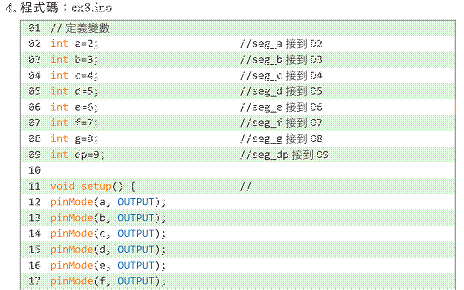 4. 程式碼：ex8.ino
01 // 定義變數
02 int a=2; //seg_a 接到 D2
03 int b=3; //seg_b 接到 D3
04 int c=4; //seg_c 接到 D4
05 int d=5; //seg_d 接到 D5
06 int e=6; //seg_e 接到 D6
07 int f=7; //seg_f 接到 D7
08 int g=8; //seg_g 接到 D8
09 int dp=9; //seg_dp 接到 D9
10
11 void setup() { //
12 pinMode(a, OUTPUT);
13 pinMode(b, OUTPUT);
14 pinMode(c, OUTPUT);
15 pinMode(d, OUTPUT);
16 pinMode(e, OUTPUT);
17 pinMode(f, OUTPUT);